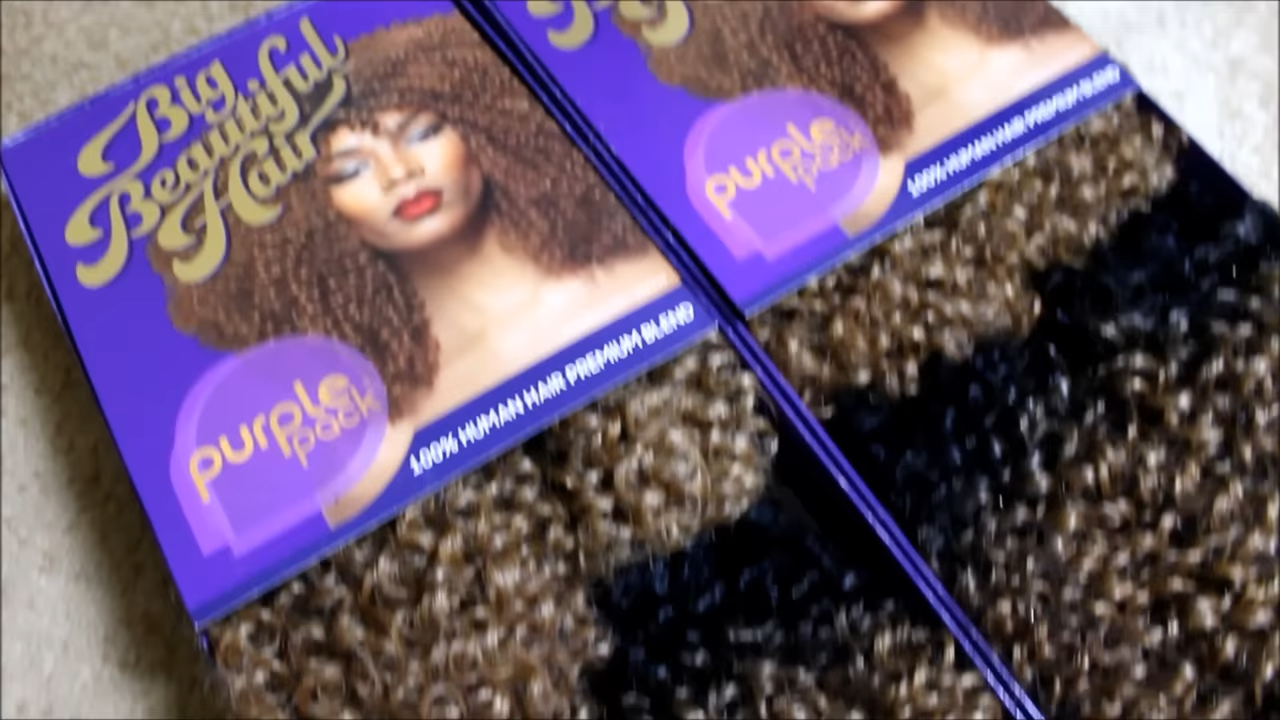 Big
Beautiful
Hair
purple
pack
100% HUMAN HAIR PREMIUM BLEND
purple
pack
100% HUMAN HAIR PREMIUM BLEND